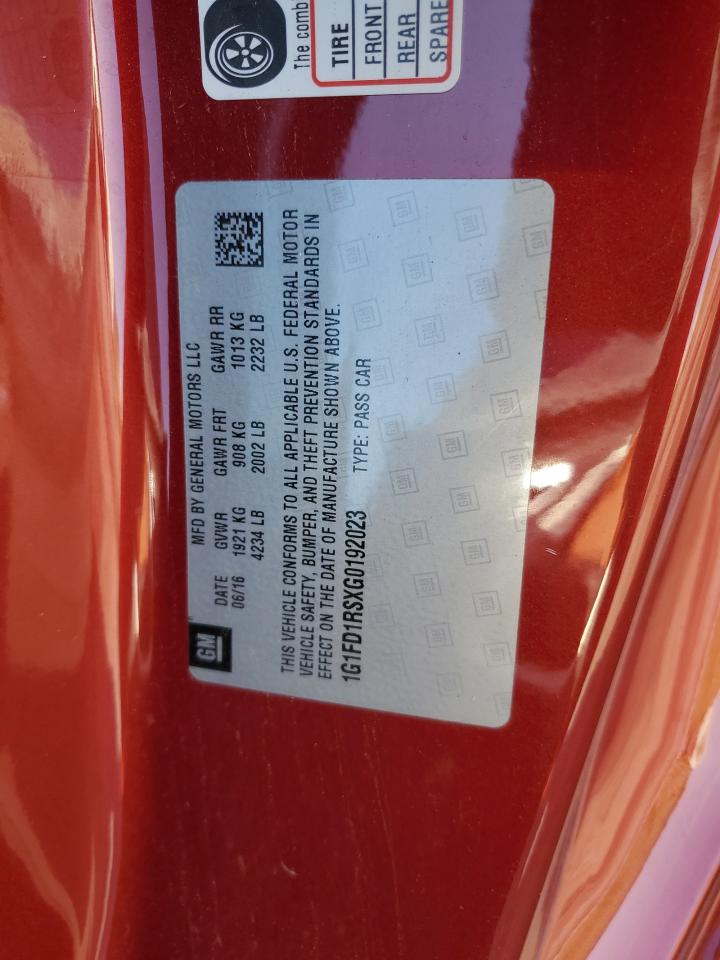 GM
MFD BY GENERAL MOTORS LLC
DATE GVWR GAWR FRT GAWR RR
06/16 1921 KG 908 KG 1013 KG
4234 LB 2002 LB 2232 LB
THIS VEHICLE CONFORMS TO ALL APPLICABLE U.S. FEDERAL MOTOR
VEHICLE SAFETY, BUMPER, AND THEFT PREVENTION STANDARDS IN
EFFECT ON THE DATE OF MANUFACTURE SHOWN ABOVE.
1G1FD1RSXG0192023 TYPE: PASS CAR
The comb
TIRE
FRONT
REAR
SPARE